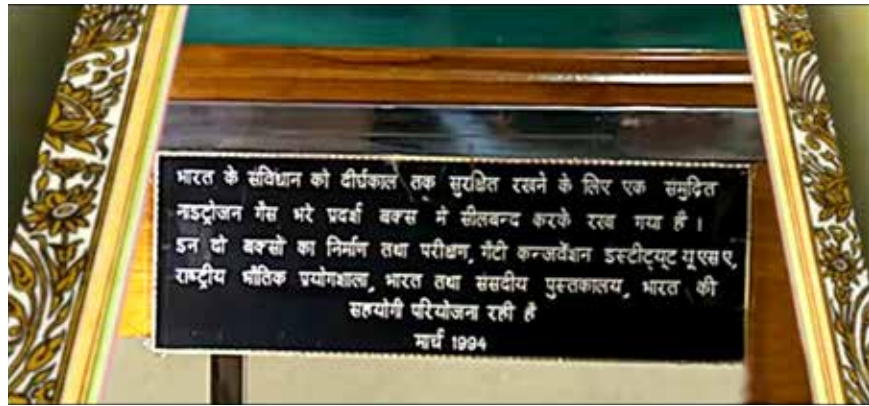 भारत के संविधान को दीर्घकाल तक सुरक्षित रखने के लिए एक समुद्रित
नाइट्रोजन गैस भरे प्रदर्श बक्स मे सीलबन्द करके रखा गया है ।
इन दो बक्सो का निर्माण तथा परीक्षण, गेटी कन्जर्वेशन इस्टीट्यूट यू एस ए,
राष्ट्रीय भौतिक प्रयोगशाला, भारत तथा संसदीय पुस्तकालय, भारत की
सहयोगी परियोजना रही है
मार्च 1994